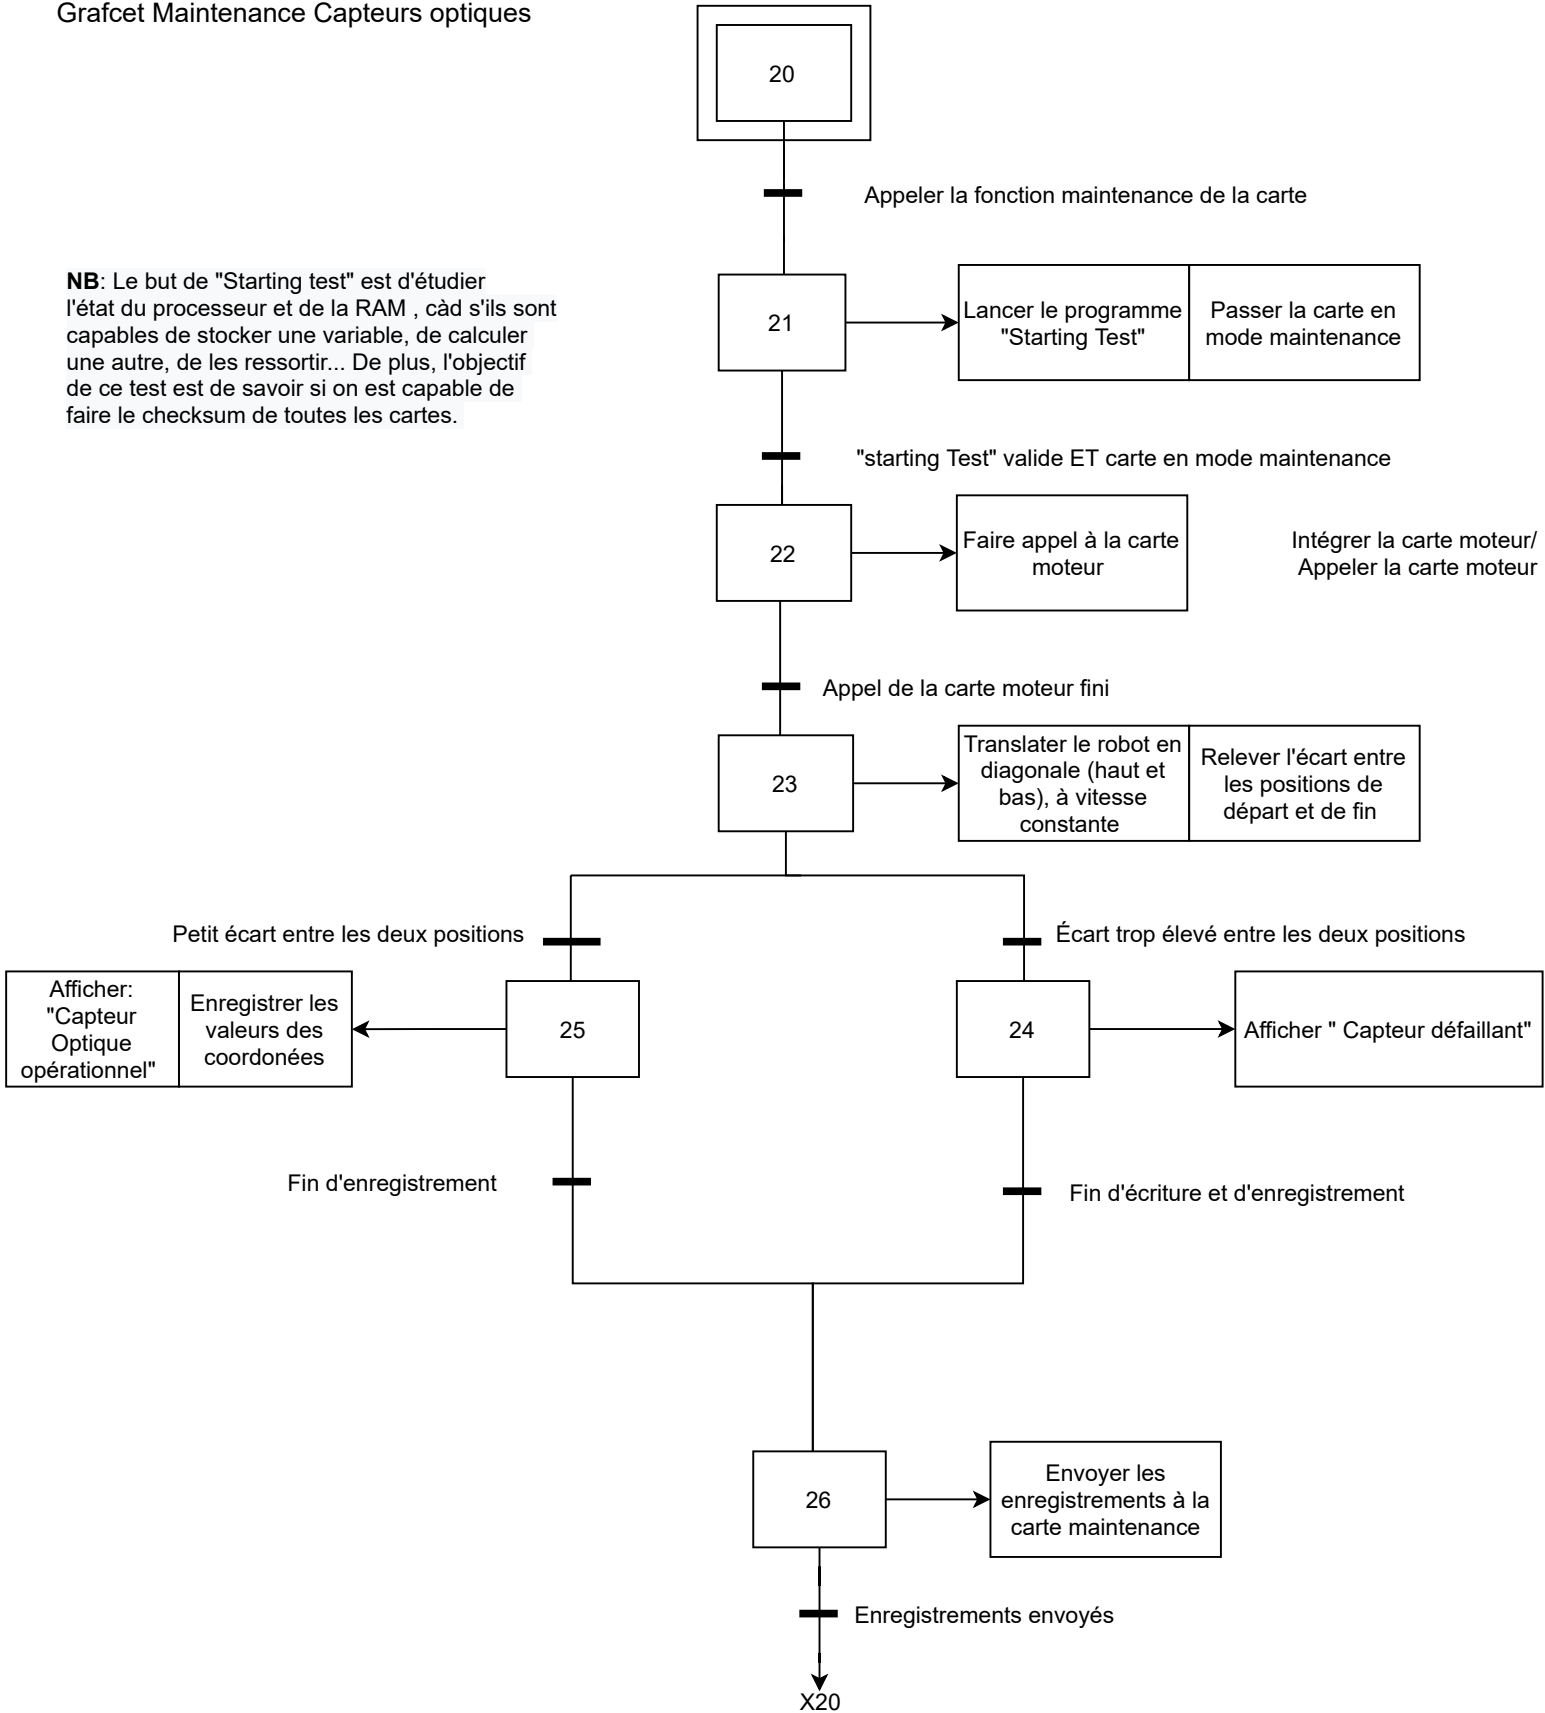 Grafcet Maintenance Capteurs optiques
20
Appeler la fonction maintenance de la carte
NB: Le but de "Starting test" est d'étudier
l'état du processeur et de la RAM , càd s'ils sont
capables de stocker une variable, de calculer
une autre, de les ressortir... De plus, l'objectif
de ce test est de savoir si on est capable de
faire le checksum de toutes les cartes.
21
Lancer le programme
"Starting Test"
Passer la carte en
mode maintenance
"starting Test" valide ET carte en mode maintenance
22
Faire appel à la carte
moteur
Intégrer la carte moteur/
Appeler la carte moteur
Appel de la carte moteur fini
23
Translater le robot en
diagonale (haut et
bas), à vitesse
constante
Relever l'écart entre
les positions de
départ et de fin
Petit écart entre les deux positions
Écart trop élevé entre les deux positions
Afficher:
"Capteur
Optique
opérationnel"
Enregistrer les
valeurs des
coordonées
25
24
Afficher " Capteur défaillant"
Fin d'enregistrement
Fin d'écriture et d'enregistrement
26
Envoyer les
enregistrements à la
carte maintenance
Enregistrements envoyés
X20